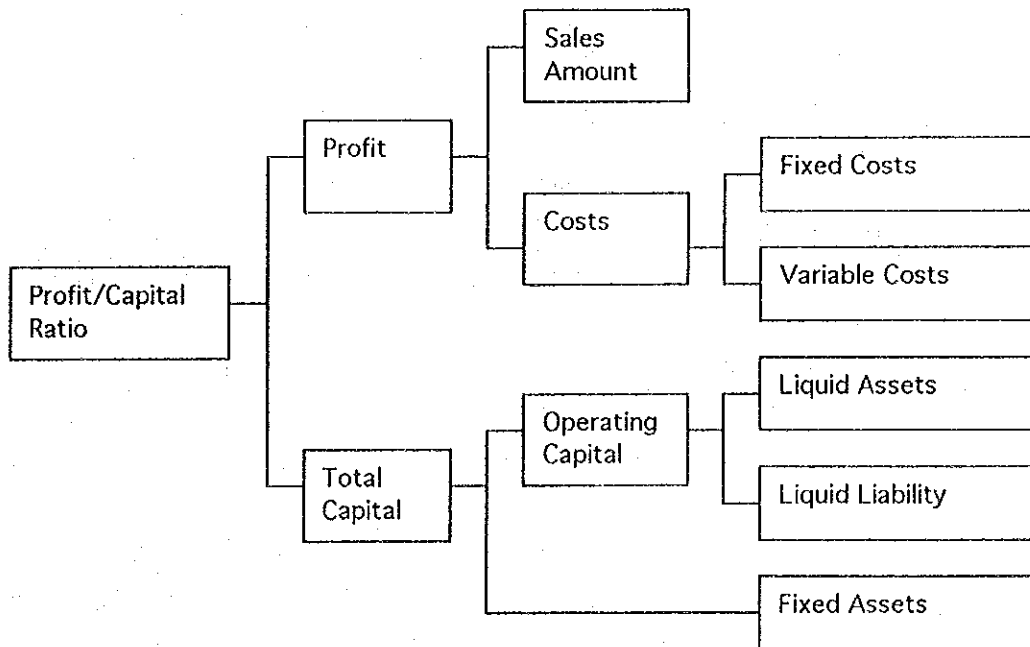 Sales
Amount
Profit
Fixed Costs
Costs
Variable Costs
Profit/Capital
Ratio
Liquid Assets
Operating
Capital
Total
Capital
Liquid Liability
Fixed Assets